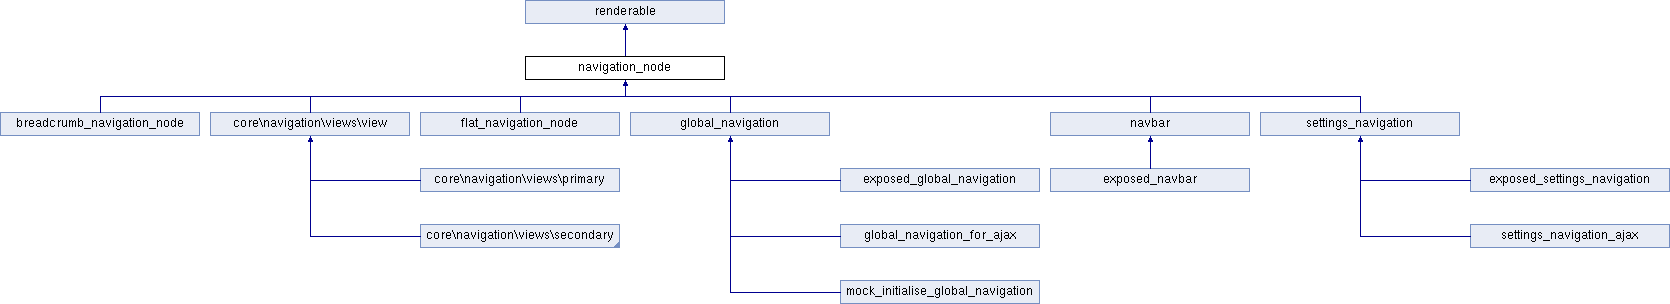 renderable
navigation_node
breadcrumb_navigation_node
core\navigation\views\view
flat_navigation_node
global_navigation
navbar
settings_navigation
core\navigation\views\primary
exposed_global_navigation
exposed_navbar
exposed_settings_navigation
core\navigation\views\secondary
global_navigation_for_ajax
settings_navigation_ajax
mock_initialise_global_navigation